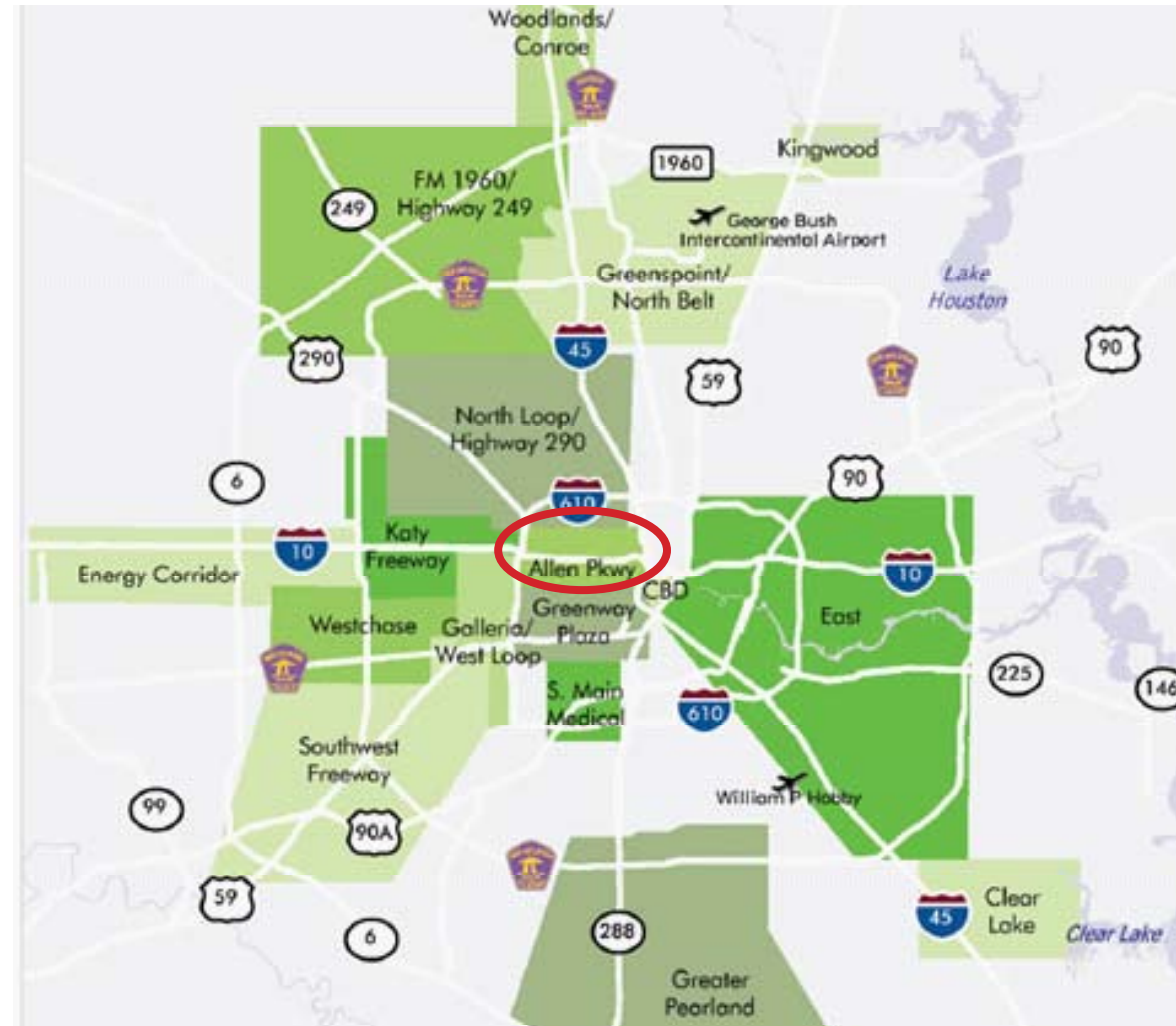 Woodlands/
Conroe
Kingwood
1960
FM 1960/
Highway 249
249
George Bush
Intercontinental Airport
Greenspoint/
North Belt
Lake
Houston
290
45
59
90
North Loop/
Highway 290
6
90
610
10
Katy
Freeway
Energy Corridor
Allen Pkwy
10
CBD
Greenway
Plaza
East
Westchase
Galleria/
West Loop
225
146
S. Main
Medical
610
Southwest
Freeway
William P Hobby
99
90A
59
6
288
45
Clear
Lake
Clear Lake
Greater
Pearland